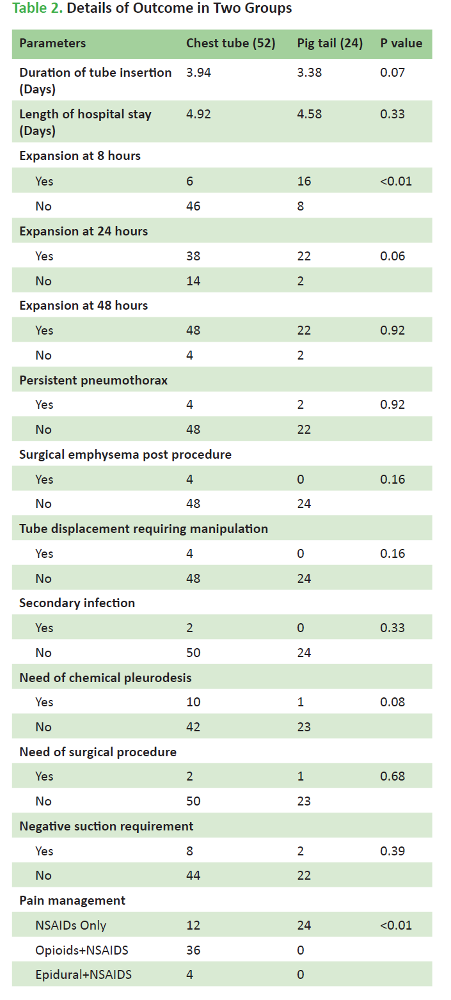 Table 2. Details of Outcome in Two Groups
Parameters Chest tube (52) Pig tail (24) P value
Duration of tube insertion 3.94 3.38 0.07
(Days)
Length of hospital stay 4.92 4.58 0.33
(Days)
Expansion at 8 hours
Yes 6 16 <0.01
No 46 8
Expansion at 24 hours
Yes 38 22 0.06
No 14 2
Expansion at 48 hours
Yes 48 22 0.92
No 4 2
Persistent pneumothorax
Yes 4 2 0.92
No 48 22
Surgical emphysema post procedure
Yes 4 0 0.16
No 48 24
Tube displacement requiring manipulation
Yes 4 0 0.16
No 48 24
Secondary infection
Yes 2 0 0.33
No 50 24
Need of chemical pleurodesis
Yes 10 1 0.08
No 42 23
Need of surgical procedure
Yes 2 1 0.68
No 50 23
Negative suction requirement
Yes 8 2 0.39
No 44 22
Pain management
NSAIDs Only 12 24 <0.01
Opioids+NSAIDS 36 0
Epidural+NSAIDS 4 0